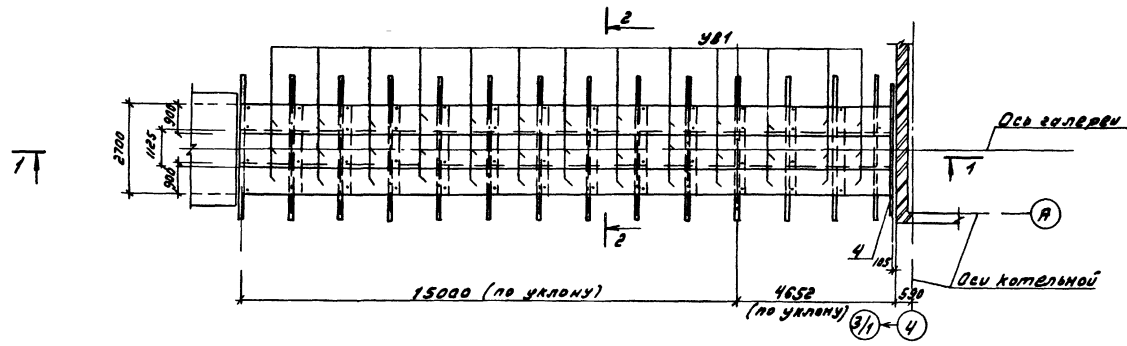 2
УВ1
900
1125
2700
900
Ось галереи
1
1
А
2
4
105
Оси котельной
15000 (по уклону)
4652
(по уклону)
590
3/1
4